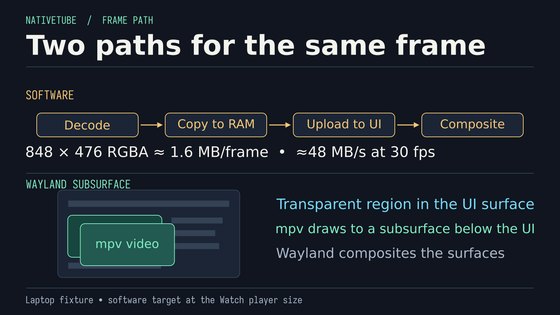 NATIVETUBE / FRAME PATH
Two paths for the same frame
SOFTWARE
Decode
Copy to RAM
Upload to UI
Composite
848 × 476 RGBA ≈ 1.6 MB/frame • ≈48 MB/s at 30 fps
WAYLAND SUBSURFACE
mpv video
Transparent region in the UI surface
mpv draws to a subsurface below the UI
Wayland composites the surfaces
Laptop fixture • software target at the Watch player size